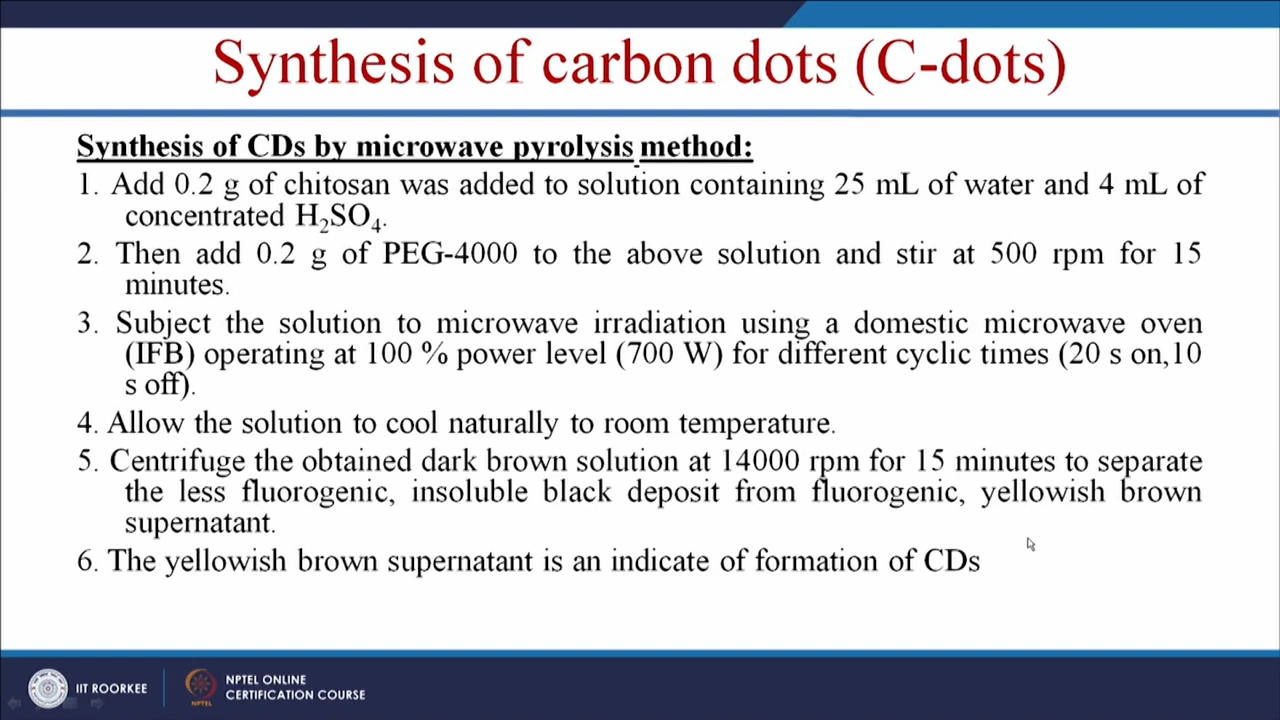 Synthesis of carbon dots (C-dots)
Synthesis of CDs by microwave pyrolysis method:
1. Add 0.2 g of chitosan was added to solution containing 25 mL of water and 4 mL of
concentrated H₂SO₄.
2. Then add 0.2 g of PEG-4000 to the above solution and stir at 500 rpm for 15
minutes.
3. Subject the solution to microwave irradiation using a domestic microwave oven
(IFB) operating at 100 % power level (700 W) for different cyclic times (20 s on,10
s off).
4. Allow the solution to cool naturally to room temperature.
5. Centrifuge the obtained dark brown solution at 14000 rpm for 15 minutes to separate
the less fluorogenic, insoluble black deposit from fluorogenic, yellowish brown
supernatant.
6. The yellowish brown supernatant is an indicate of formation of CDs
IIT ROORKEE
NPTEL
NPTEL ONLINE
CERTIFICATION COURSE